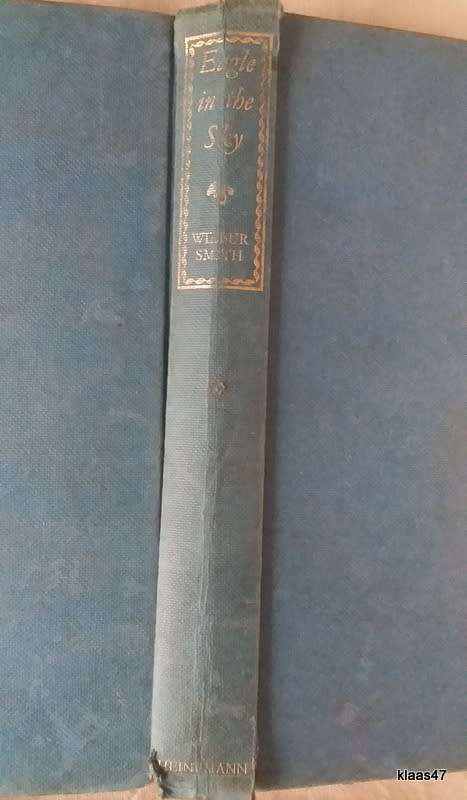 Eagle
in the
Sky
WILBUR
SMITH
HEINEMANN
klaas47